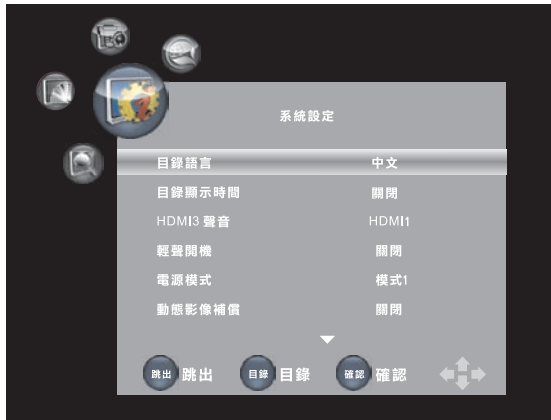 系統設定
目錄語言 中文
目錄顯示時間 關閉
HDMI3 聲音 HDMI1
輕聲開機 關閉
電源模式 模式1
動態影像補償 關閉
跳出 跳出 目錄 目錄 確認 確認